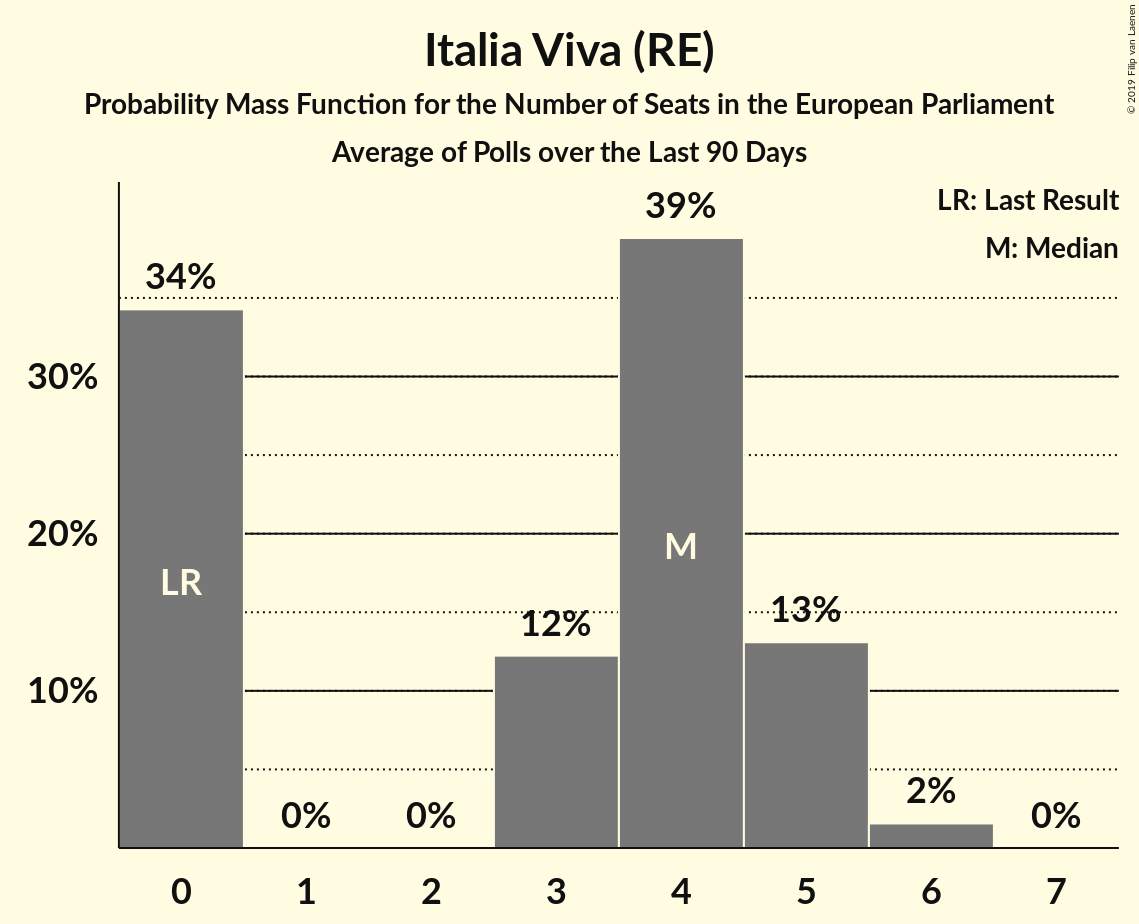 Italia Viva (RE)
Probability Mass Function for the Number of Seats in the European Parliament
Average of Polls over the Last 90 Days
© 2019 Filip van Laenen
LR: Last Result
M: Median
39%
34%
30%
20%
10%
LR
M
12%
13%
0%
0%
2%
0%
0 1 2 3 4 5 6 7